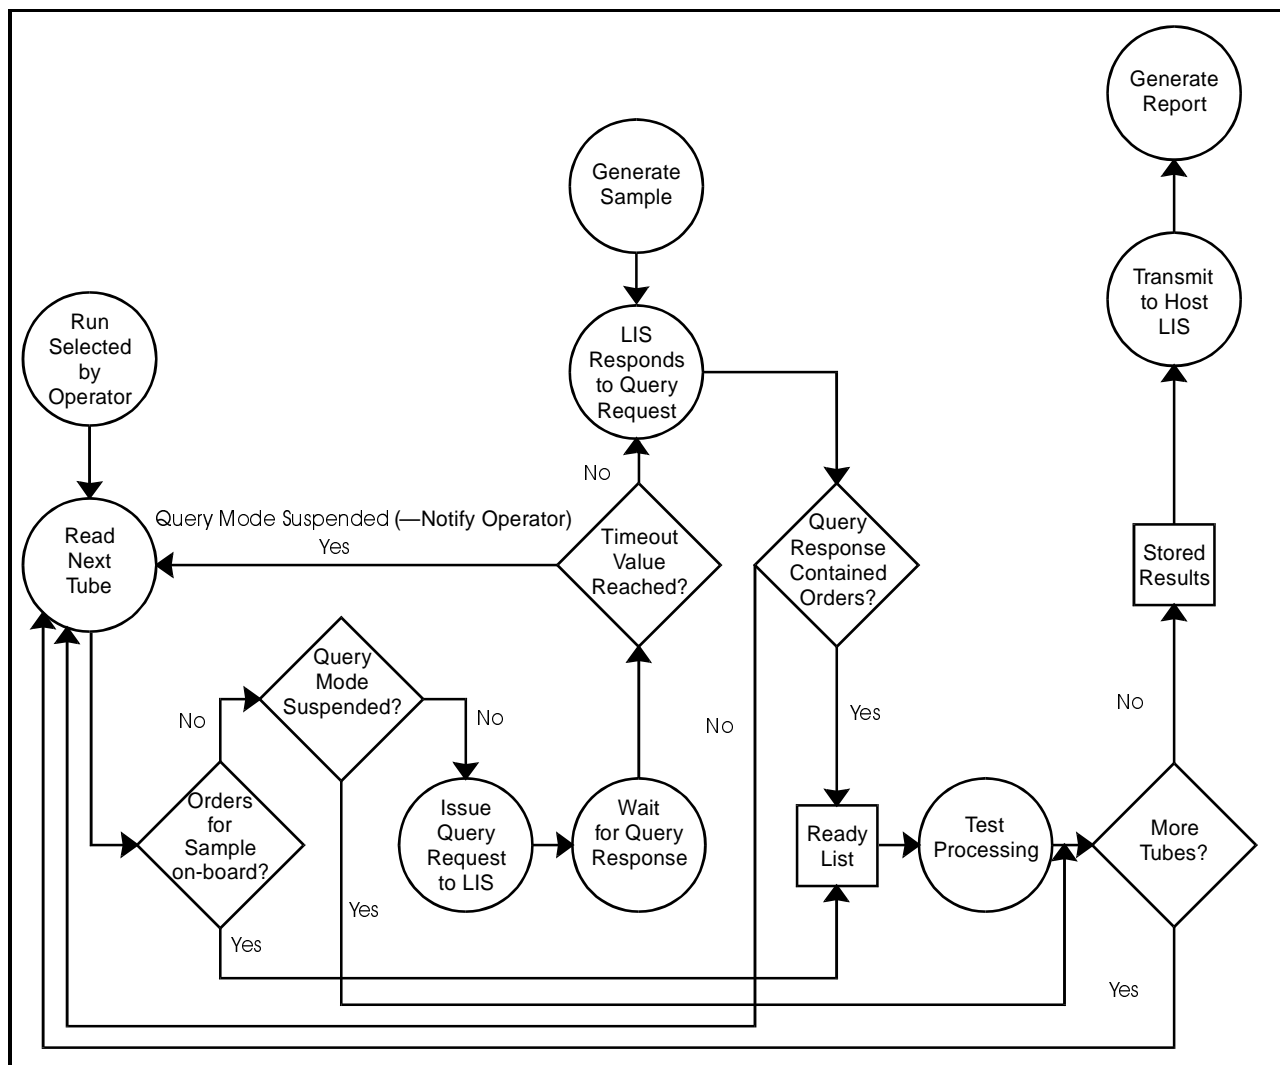 Generate
Report
Generate
Sample
Transmit
to Host
LIS
Run
Selected
by
Operator
LIS
Responds
to Query
Request
No
Query Mode Suspended (—Notify Operator)
Yes
Read
Next
Tube
Timeout
Value
Reached?
Query
Response
Contained
Orders?
Stored
Results
Query
Mode
Suspended?
No
No
No
Yes
No
Orders
for
Sample
on-board?
Issue
Query
Request
to LIS
Wait
for Query
Response
Ready
List
Test
Processing
More
Tubes?
Yes
Yes
Yes